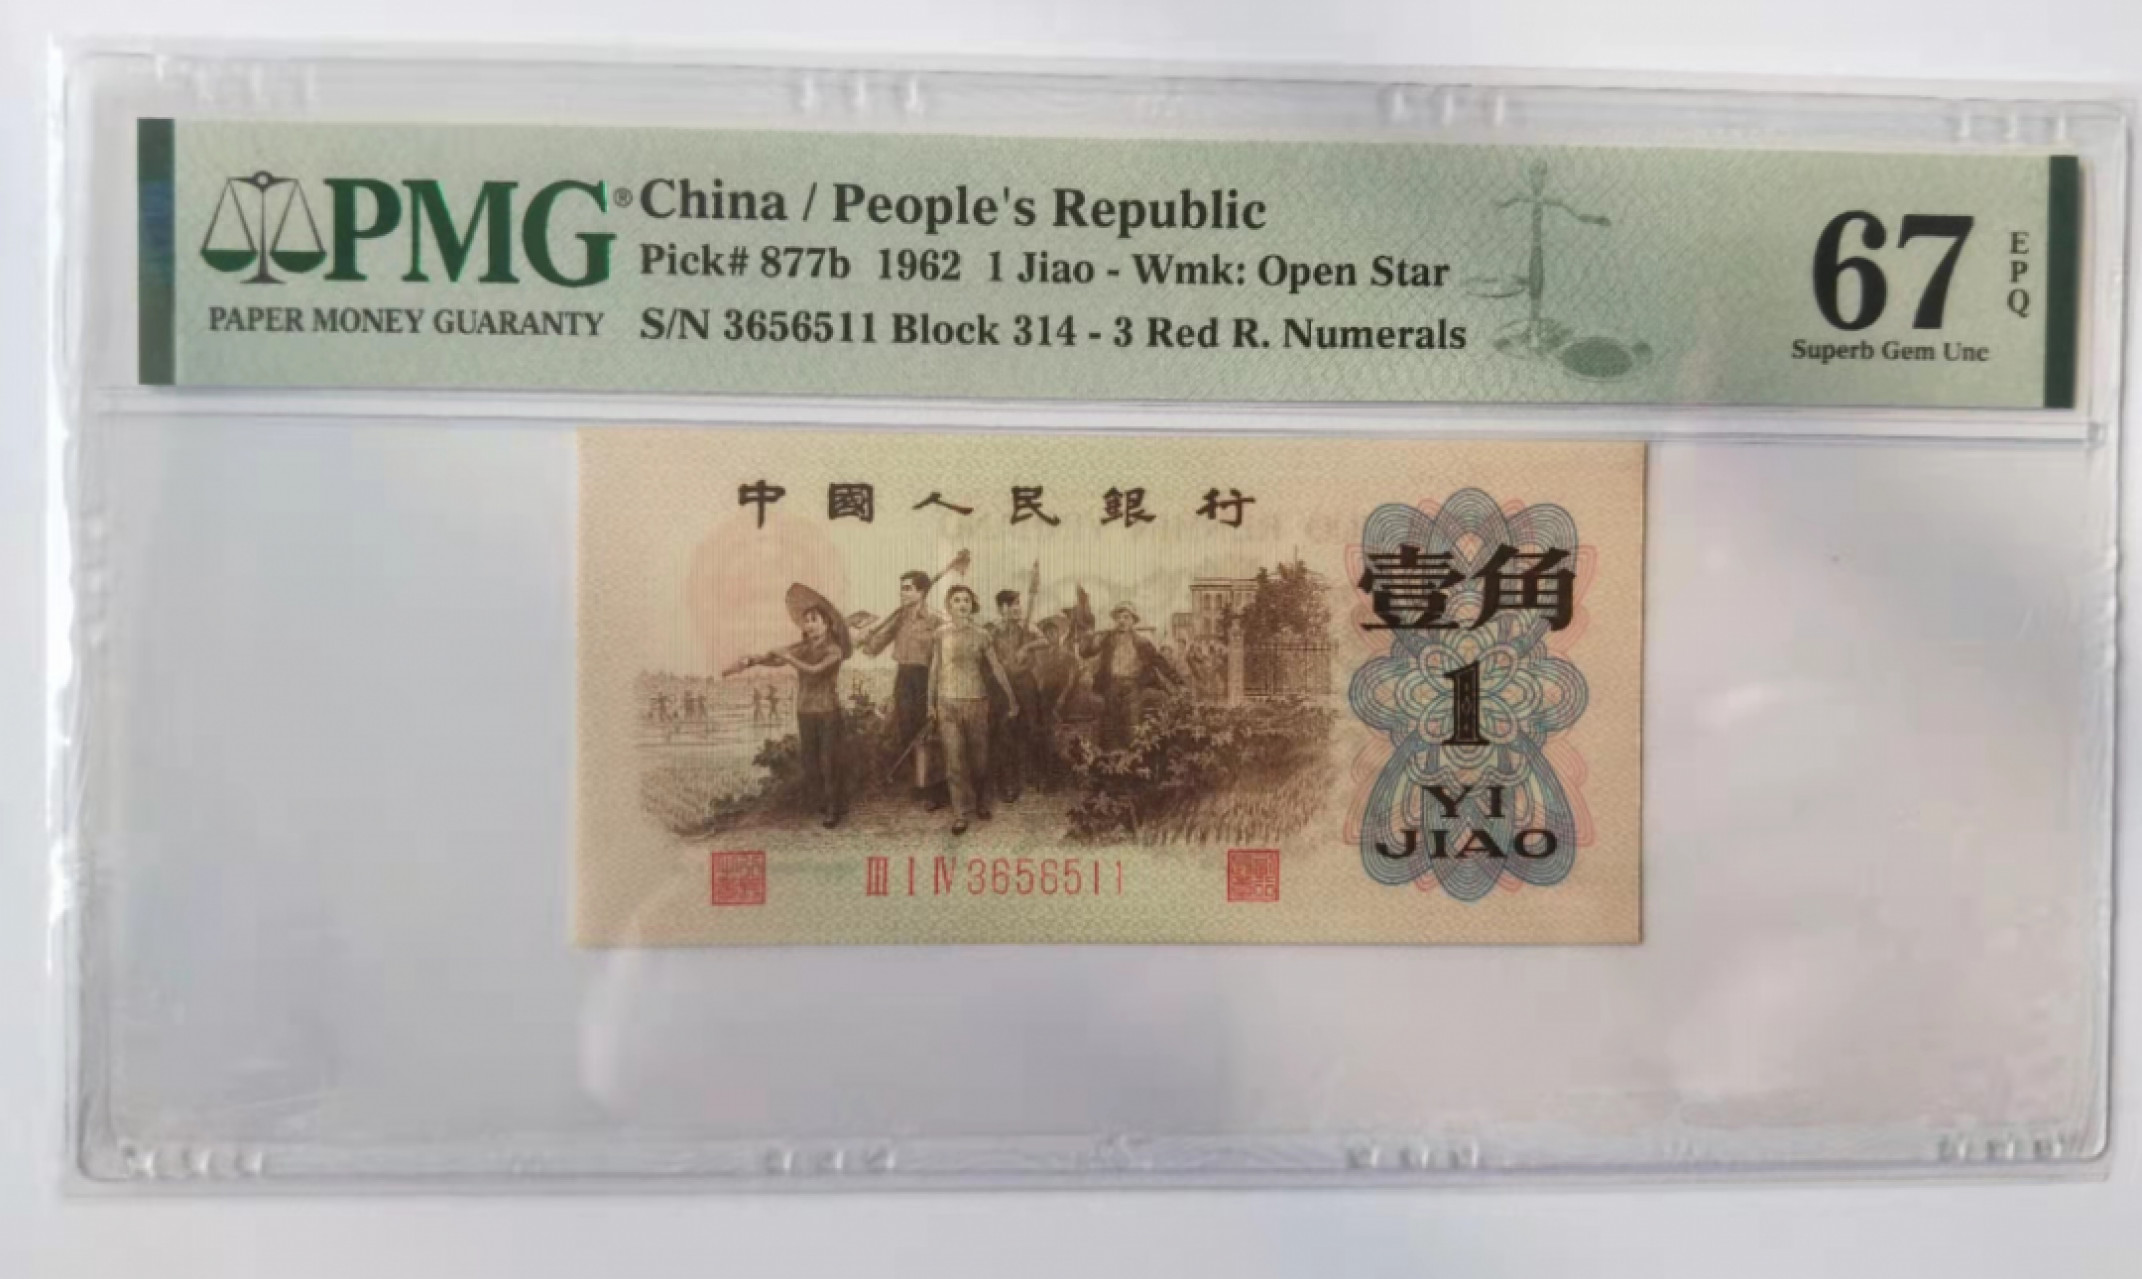 PMG®
PAPER MONEY GUARANTY
China / People's Republic
Pick# 877b 1962 1 Jiao - Wmk: Open Star
S/N 3656511 Block 314 - 3 Red R. Numerals
67
EPQ
Superb Gem Unc
中國人民銀行
壹角
1
YI
JIAO
III I IV 3656511